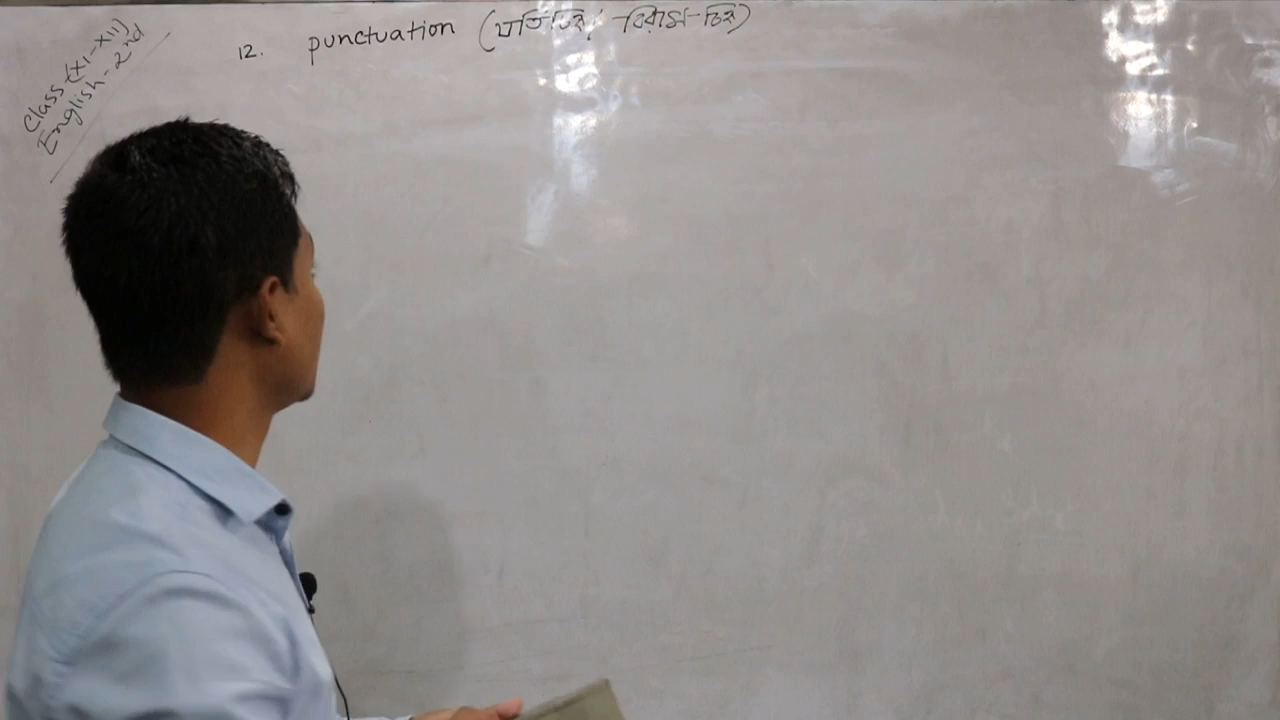 Class (XI-XII)
English - 2nd
12. punctuation (যতি চিহ্ন, বিরাম-চিহ্ন)